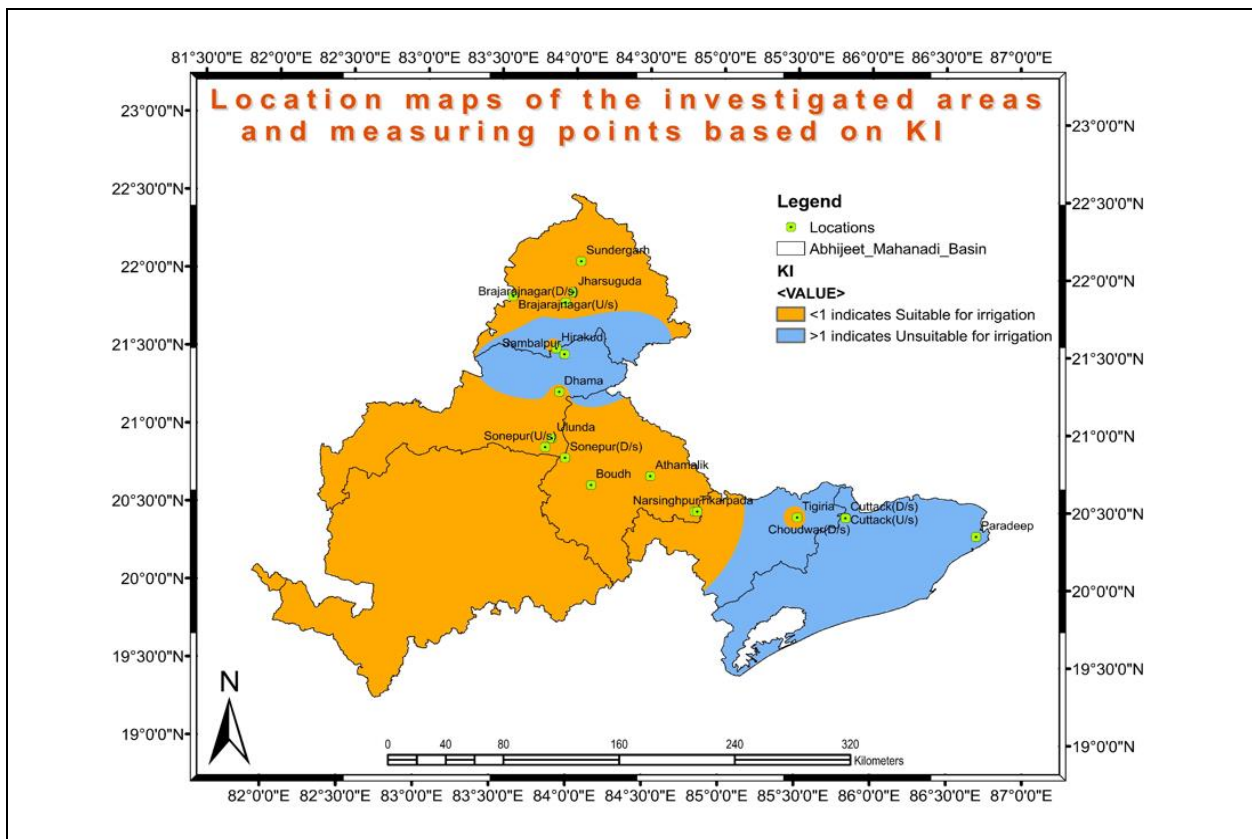 81°30'0"E 82°0'0"E 82°30'0"E 83°0'0"E 83°30'0"E 84°0'0"E 84°30'0"E 85°0'0"E 85°30'0"E 86°0'0"E 86°30'0"E 87°0'0"E
Location maps of the investigated areas
and measuring points based on KI
23°0'0"N
23°0'0"N
22°30'0"N
22°30'0"N
Legend
Locations
Abhijeet_Mahanadi_Basin
KI
<VALUE>
<1 indicates Suitable for irrigation
>1 indicates Unsuitable for irrigation
Sundergarh
22°0'0"N
22°0'0"N
Jharsuguda
Brajarajnagar(D/s)
Brajarajnagar(U/s)
21°30'0"N
21°30'0"N
Sambalpur
Hirakud
Dhama
21°0'0"N
21°0'0"N
Ulunda
Sonepur(U/s)
Sonepur(D/s)
Boudh
Athamalik
20°30'0"N
20°30'0"N
Narsinghpur
Tikarpada
Tigiria
Choudwar(D/s)
Cuttack(D/s)
Cuttack(U/s)
Paradeep
20°0'0"N
20°0'0"N
19°30'0"N
19°30'0"N
19°0'0"N
19°0'0"N
N
0 40 80 160 240 320
Kilometers
82°0'0"E 82°30'0"E 83°0'0"E 83°30'0"E 84°0'0"E 84°30'0"E 85°0'0"E 85°30'0"E 86°0'0"E 86°30'0"E 87°0'0"E